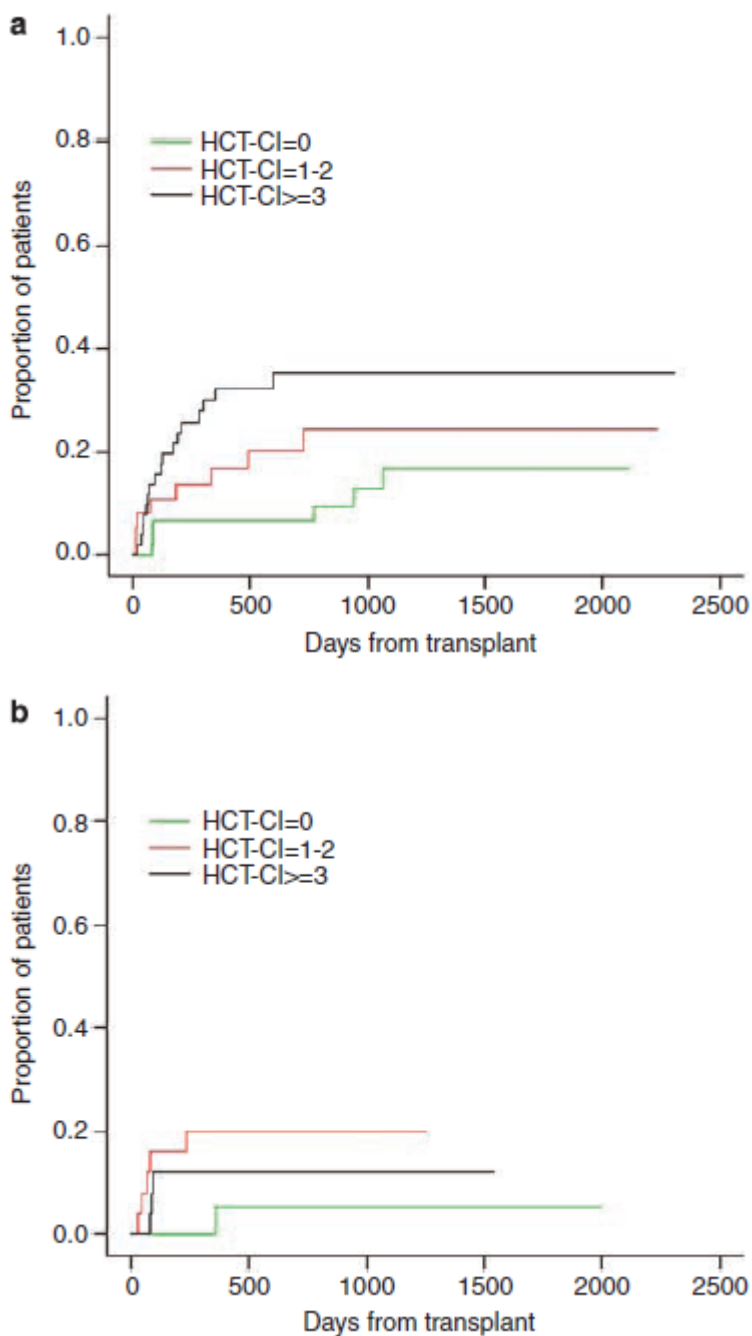 a
1.0
0.8
0.6
0.4
0.2
0.0
HCT-CI=0
HCT-CI=1-2
HCT-CI>=3
Proportion of patients
0 500 1000 1500 2000 2500
Days from transplant
b
1.0
0.8
0.6
0.4
0.2
0.0
HCT-CI=0
HCT-CI=1-2
HCT-CI>=3
Proportion of patients
0 500 1000 1500 2000 2500
Days from transplant